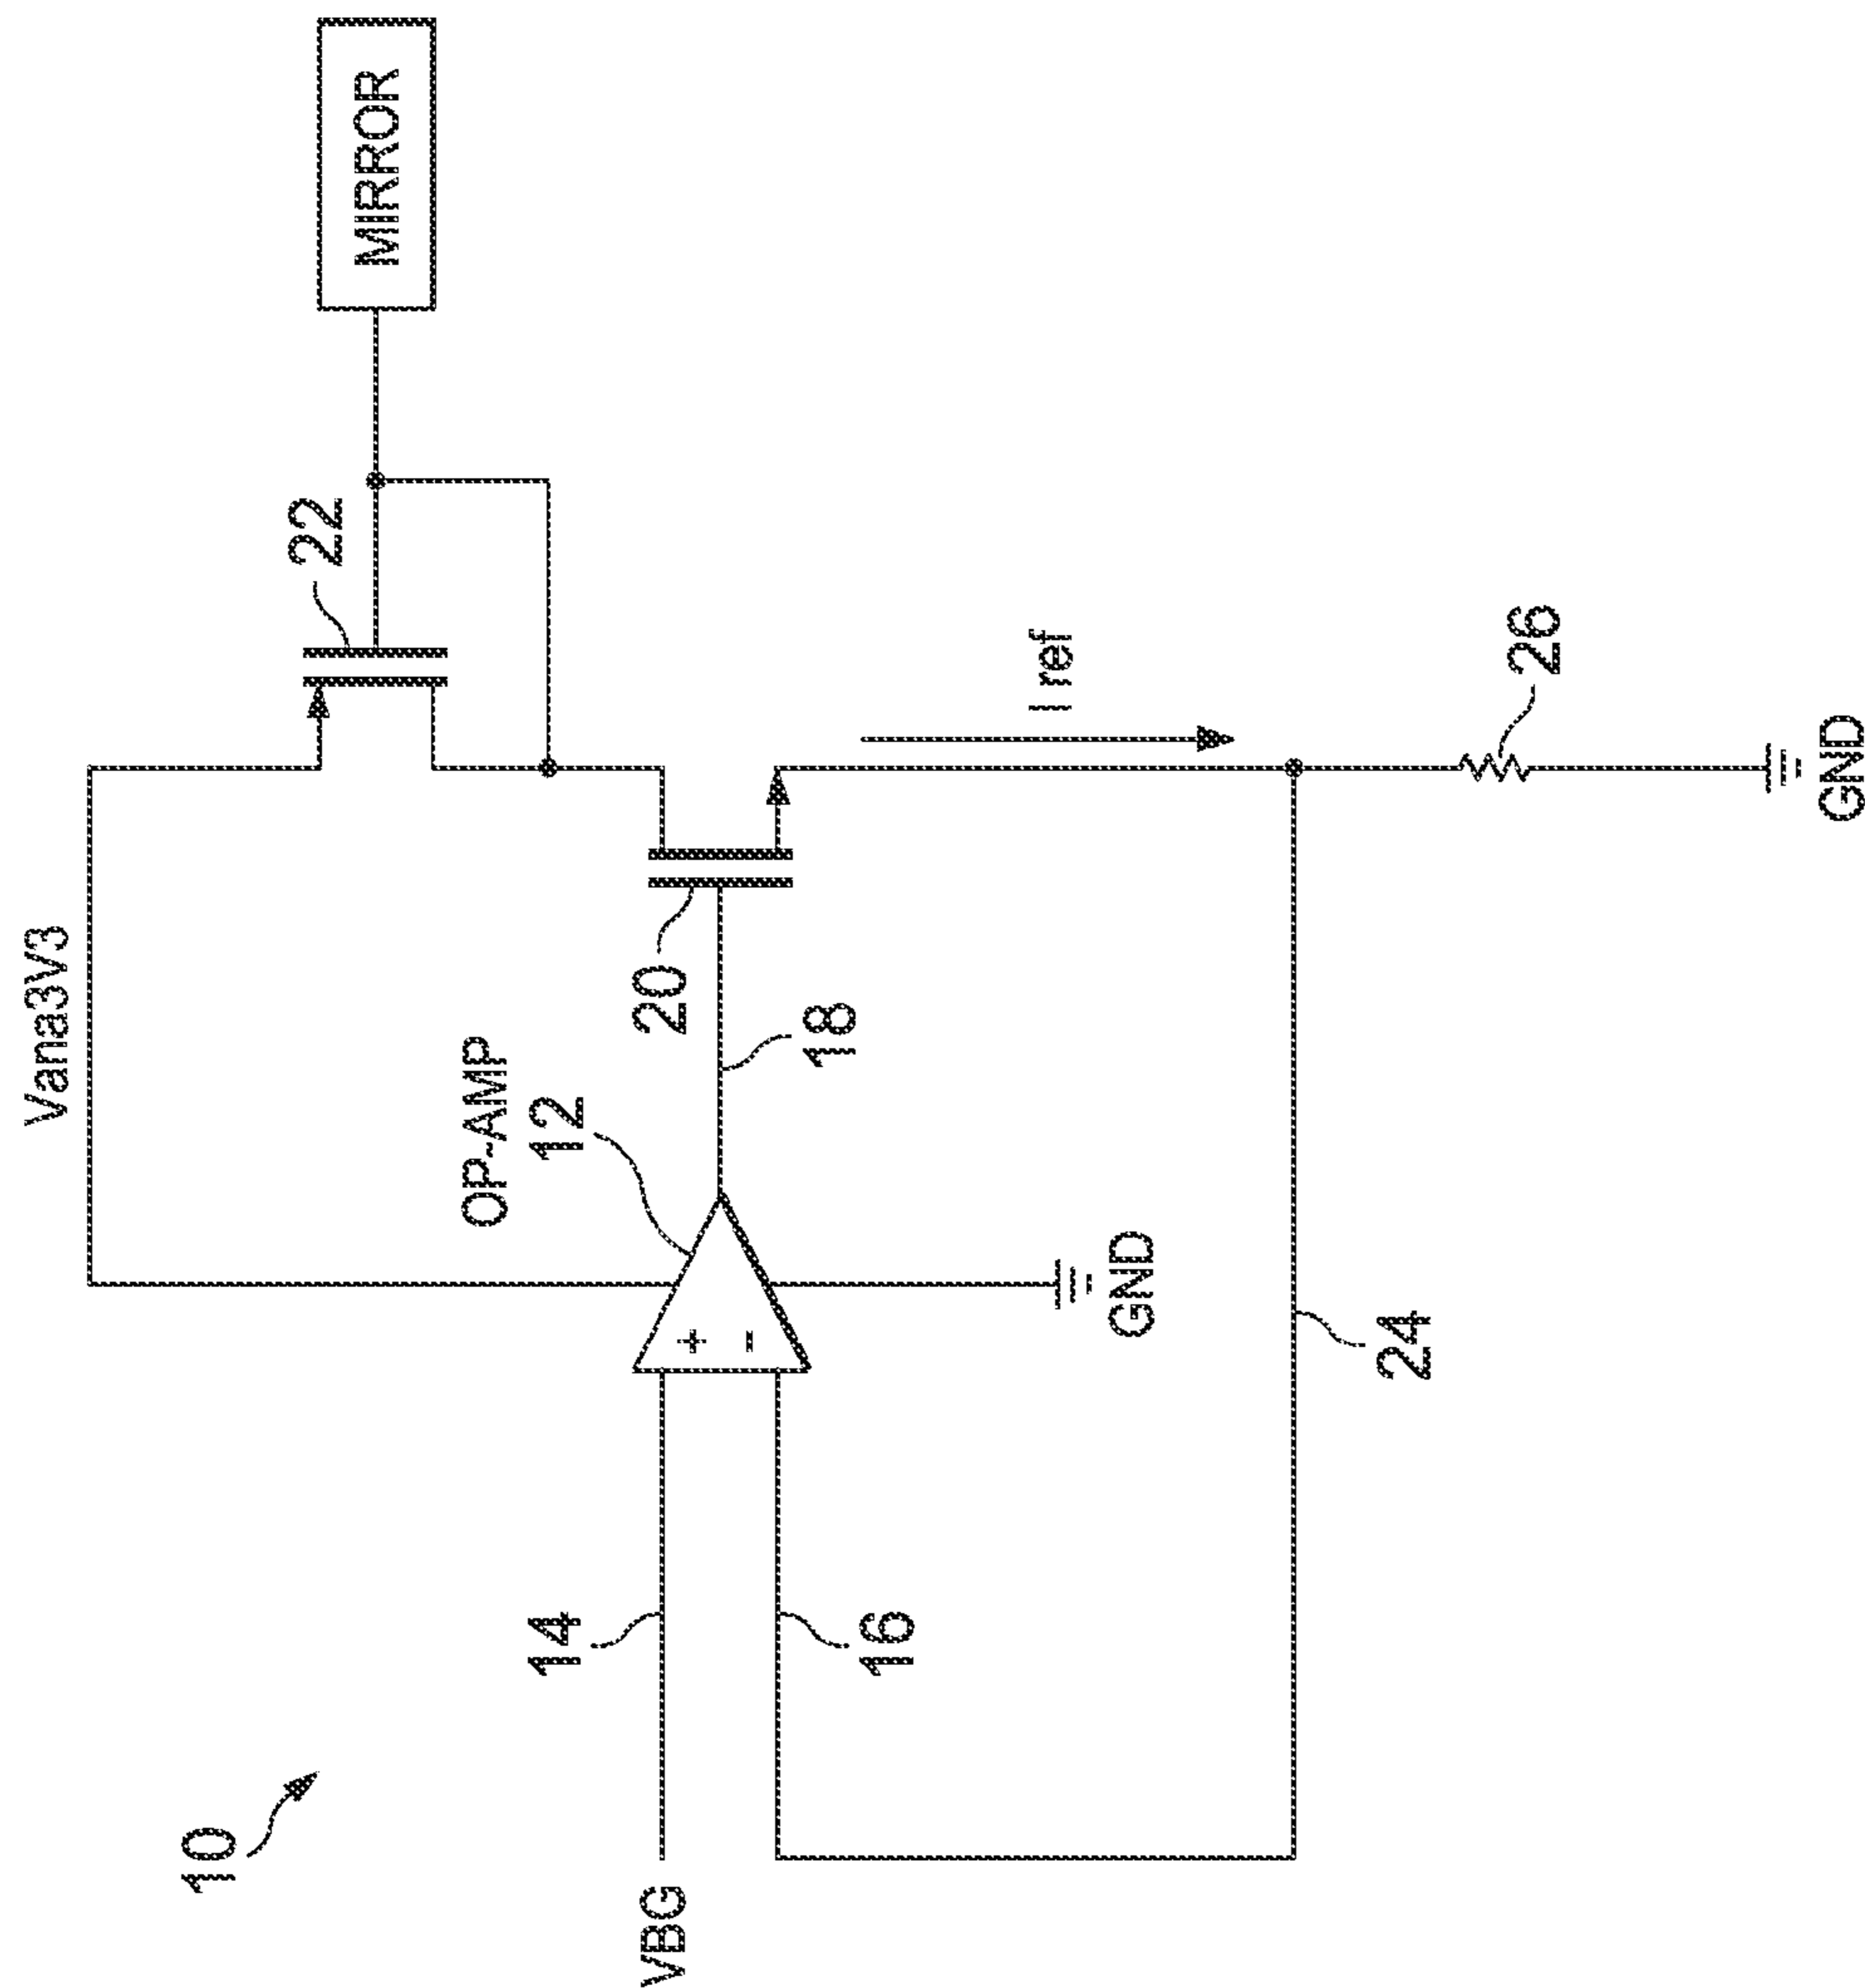 10
Vana3V3
22
MIRROR
OP-AMP
12
VBG
14
+
-
20
18
16
GND
I ref
24
26
GND